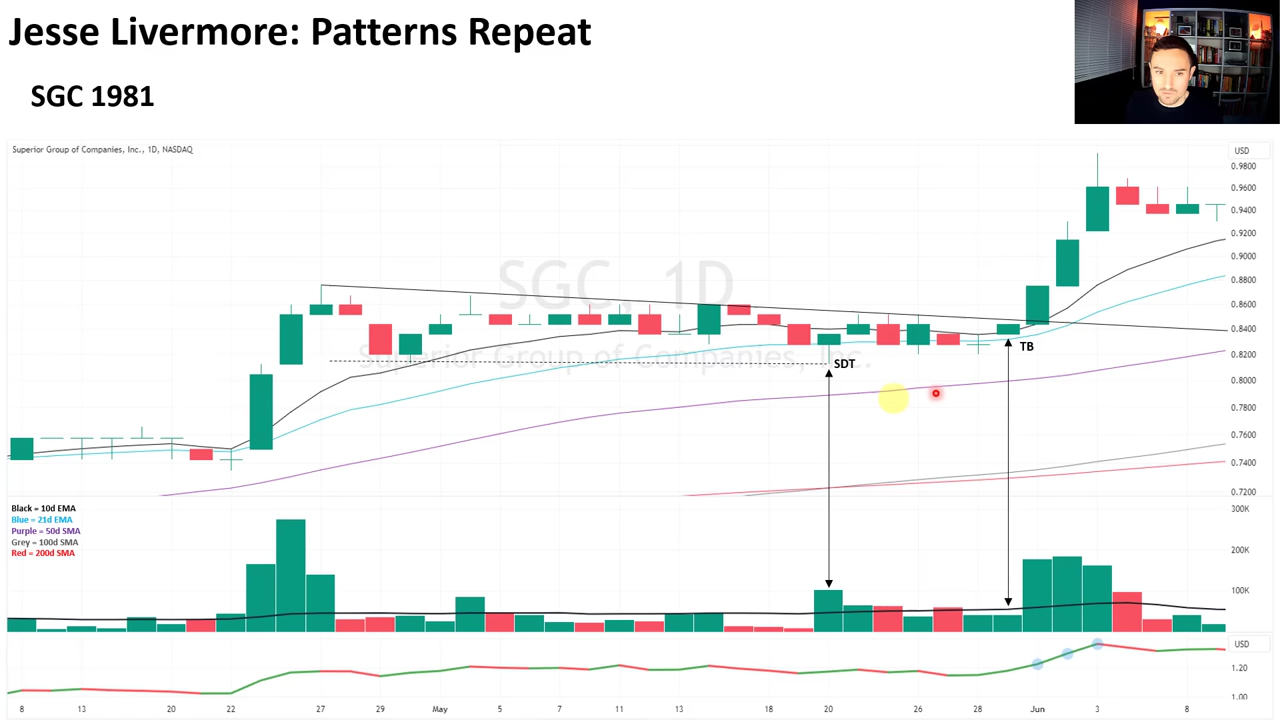 Jesse Livermore: Patterns Repeat
SGC 1981
Superior Group of Companies, Inc., 1D, NASDAQ
USD
0.9800
0.9600
0.9400
0.9200
0.9000
0.8800
0.8600
0.8400
0.8200
0.8000
0.7800
0.7600
0.7400
0.7200
SGC, 1D
Superior Group of Companies, Inc.
SDT
TB
Black = 10d EMA
Blue = 21d EMA
Purple = 50d SMA
Grey = 100d SMA
Red = 200d SMA
300K
200K
100K
USD
1.20
1.00
8 13 20 22 27 29 May 5 7 11 13 18 20 26 28 Jun 3 8